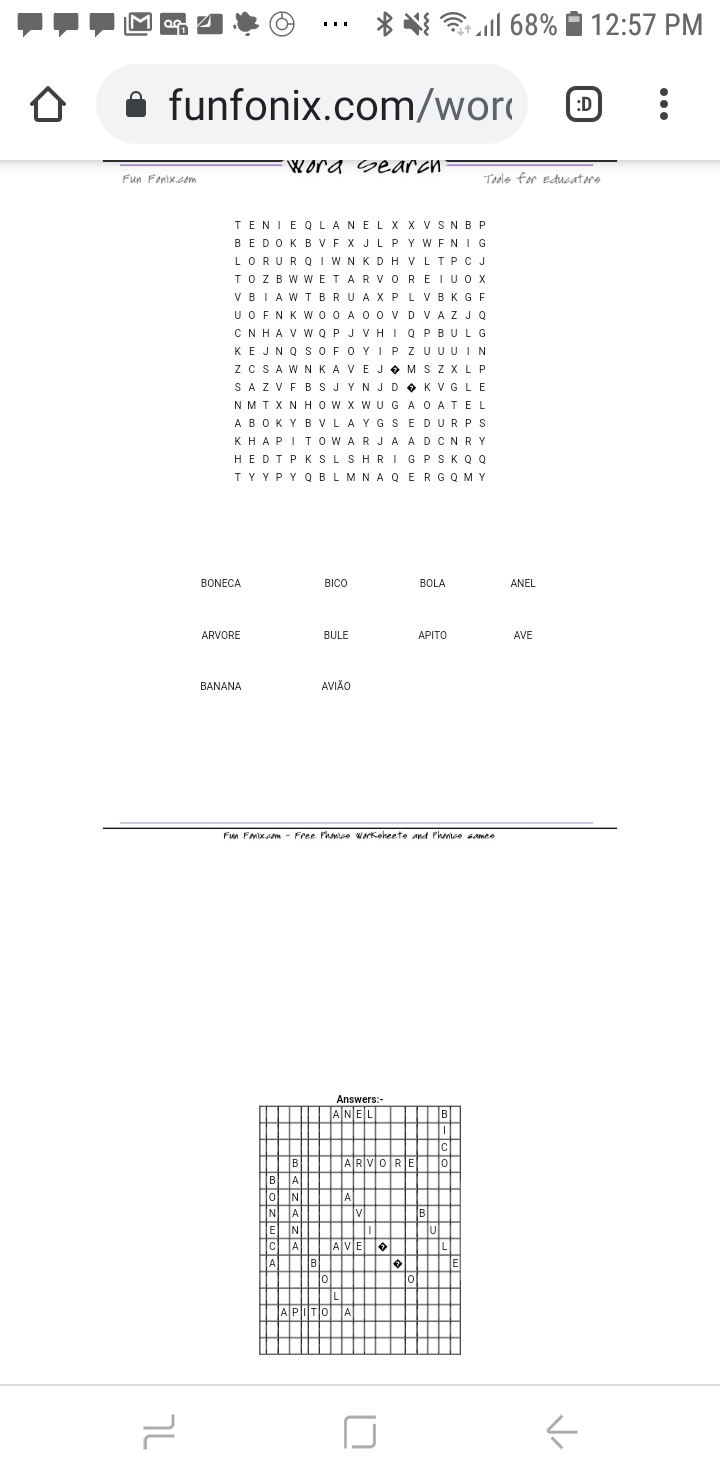 68% 12:57 PM
funfonix.com/word
:D
Word Search
Fun Fonix.com Tools for Educators
T E N I E Q L A N E L X X V S N B P
B E D O K B V F X J L P Y W F N I G
L O R U R Q I W N K D H V L T P C J
T O Z B W W E T A R V O R E I U O X
V B I A W T B R U A X P L V B K G F
U O F N K W O O A O O V D V A Z J Q
C N H A V W Q P J V H I Q P B U L G
K E J N Q S O F O Y I P Z U U U I N
Z C S A W N K A V E J � M S Z X L P
S A Z V F B S J Y N J D � K V G L E
N M T X N H O W X W U G A O A T E L
A B O K Y B V L A Y G S E D U R P S
K H A P I T O W A R J A A D C N R Y
H E D T P K S L S H R I G P S K Q Q
T Y Y P Y Q B L M N A Q E R G Q M Y
BONECA BICO BOLA ANEL
ARVORE BULE APITO AVE
BANANA AVIÃO
Fun Fonix.com - Free Phonics Worksheets and Phonics games
Answers:-
A N E L B
I
C
B A R V O R E O
B A
O N A
N A V B
E N I U
C A A V E � L
A B � E
O O
L
A P I T O A